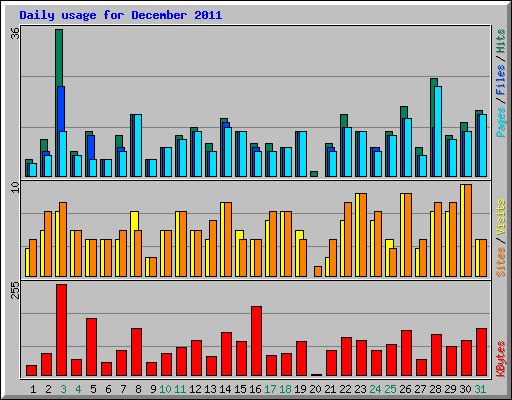 Daily usage for December 2011
36
Pages / Files / Hits
10
Sites / Visits
255
KBytes
1 2 3 4 5 6 7 8 9 10 11 12 13 14 15 16 17 18 19 20 21 22 23 24 25 26 27 28 29 30 31